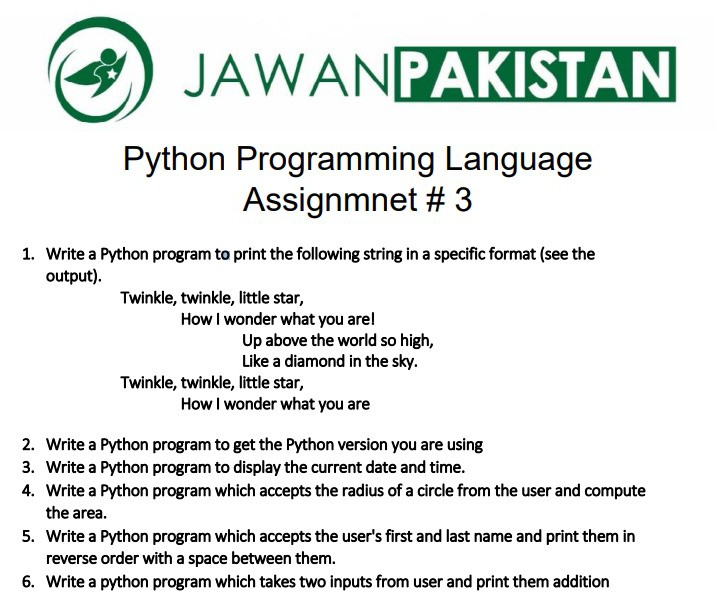 JAWANPAKISTAN
Python Programming Language
Assignmnet # 3
1. Write a Python program to print the following string in a specific format (see the
output).
Twinkle, twinkle, little star,
How I wonder what you are!
Up above the world so high,
Like a diamond in the sky.
Twinkle, twinkle, little star,
How I wonder what you are
2. Write a Python program to get the Python version you are using
3. Write a Python program to display the current date and time.
4. Write a Python program which accepts the radius of a circle from the user and compute
the area.
5. Write a Python program which accepts the user's first and last name and print them in
reverse order with a space between them.
6. Write a python program which takes two inputs from user and print them addition